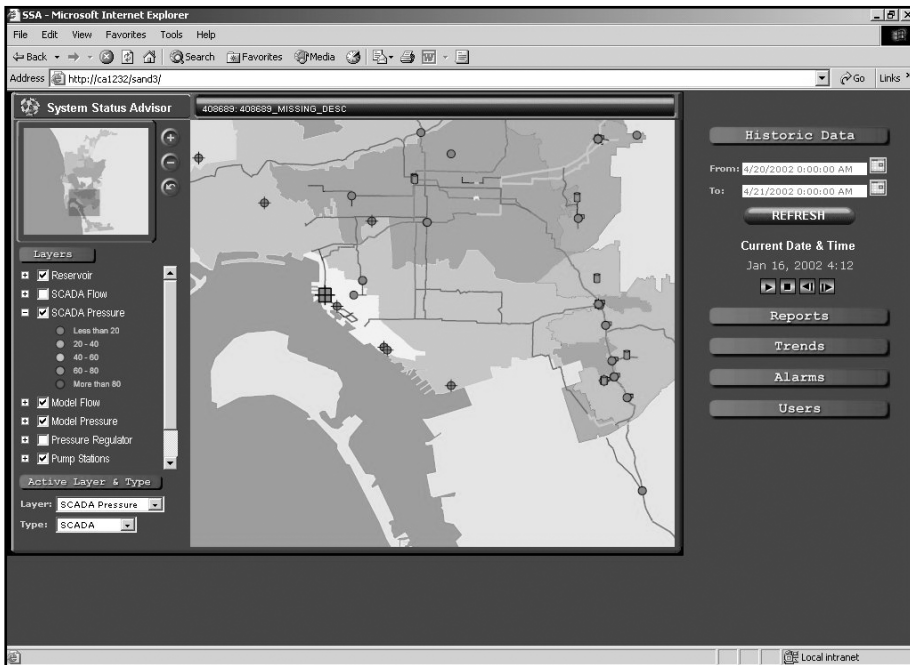 SSA - Microsoft Internet Explorer
File Edit View Favorites Tools Help
Back Search Favorites Media
Address http://ca1232/sand3/ Go Links »
System Status Advisor
408689: 408689_MISSING_DESC
Layers
Reservoir
SCADA Flow
SCADA Pressure
Less than 20
20 - 40
40 - 60
60 - 80
More than 80
Model Flow
Model Pressure
Pressure Regulator
Pump Stations
Active Layer & Type
Layer: SCADA Pressure
Type: SCADA
Historic Data
From: 4/20/2002 0:00:00 AM
To: 4/21/2002 0:00:00 AM
REFRESH
Current Date & Time
Jan 16, 2002 4:12
Reports
Trends
Alarms
Users
Local intranet